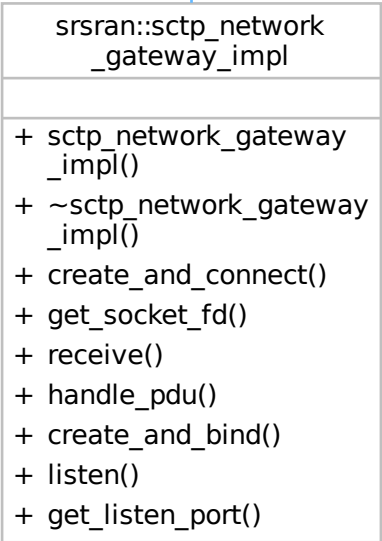 srsran::sctp_network
_gateway_impl
+ sctp_network_gateway
_impl()
+ ~sctp_network_gateway
_impl()
+ create_and_connect()
+ get_socket_fd()
+ receive()
+ handle_pdu()
+ create_and_bind()
+ listen()
+ get_listen_port()